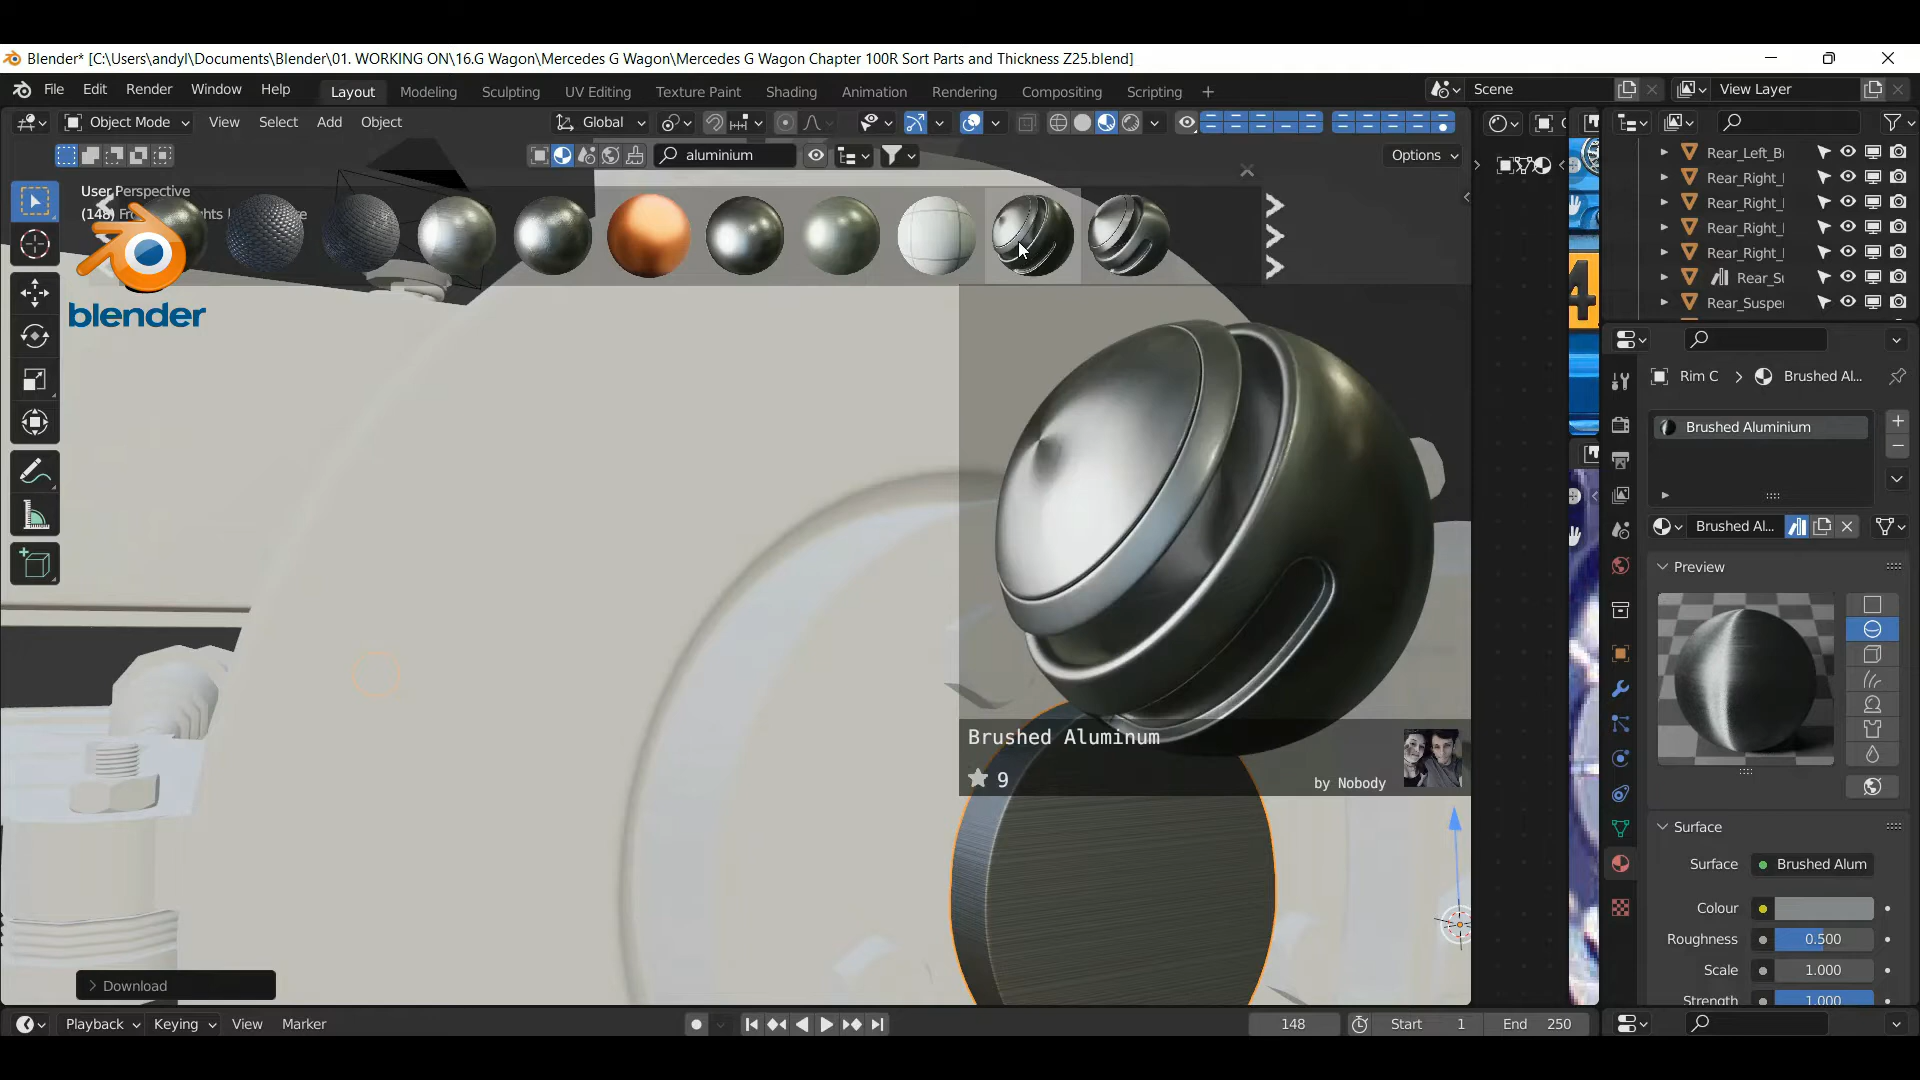 Blender* [C:\Users\andyl\Documents\Blender\01. WORKING ON\16.G Wagon\Mercedes G Wagon\Mercedes G Wagon Chapter 100R Sort Parts and Thickness Z25.blend]
File Edit Render Window Help Layout Modeling Sculpting UV Editing Texture Paint Shading Animation Rendering Compositing Scripting + Scene View Layer
Object Mode View Select Add Object Global
aluminium Options
User Perspective
(148)
blender
Brushed Aluminum
9
by Nobody
Download
Rear_Left_Br
Rear_Right_
Rear_Right_
Rear_Right_
Rear_Right_
Rear_Su
Rear_Susper
4
Rim C > Brushed Al...
Brushed Aluminium
Brushed Al...
Preview
Surface
Surface Brushed Alum
Colour
Roughness 0.500
Scale 1.000
Strength 1.000
Playback Keying View Marker 148 Start 1 End 250